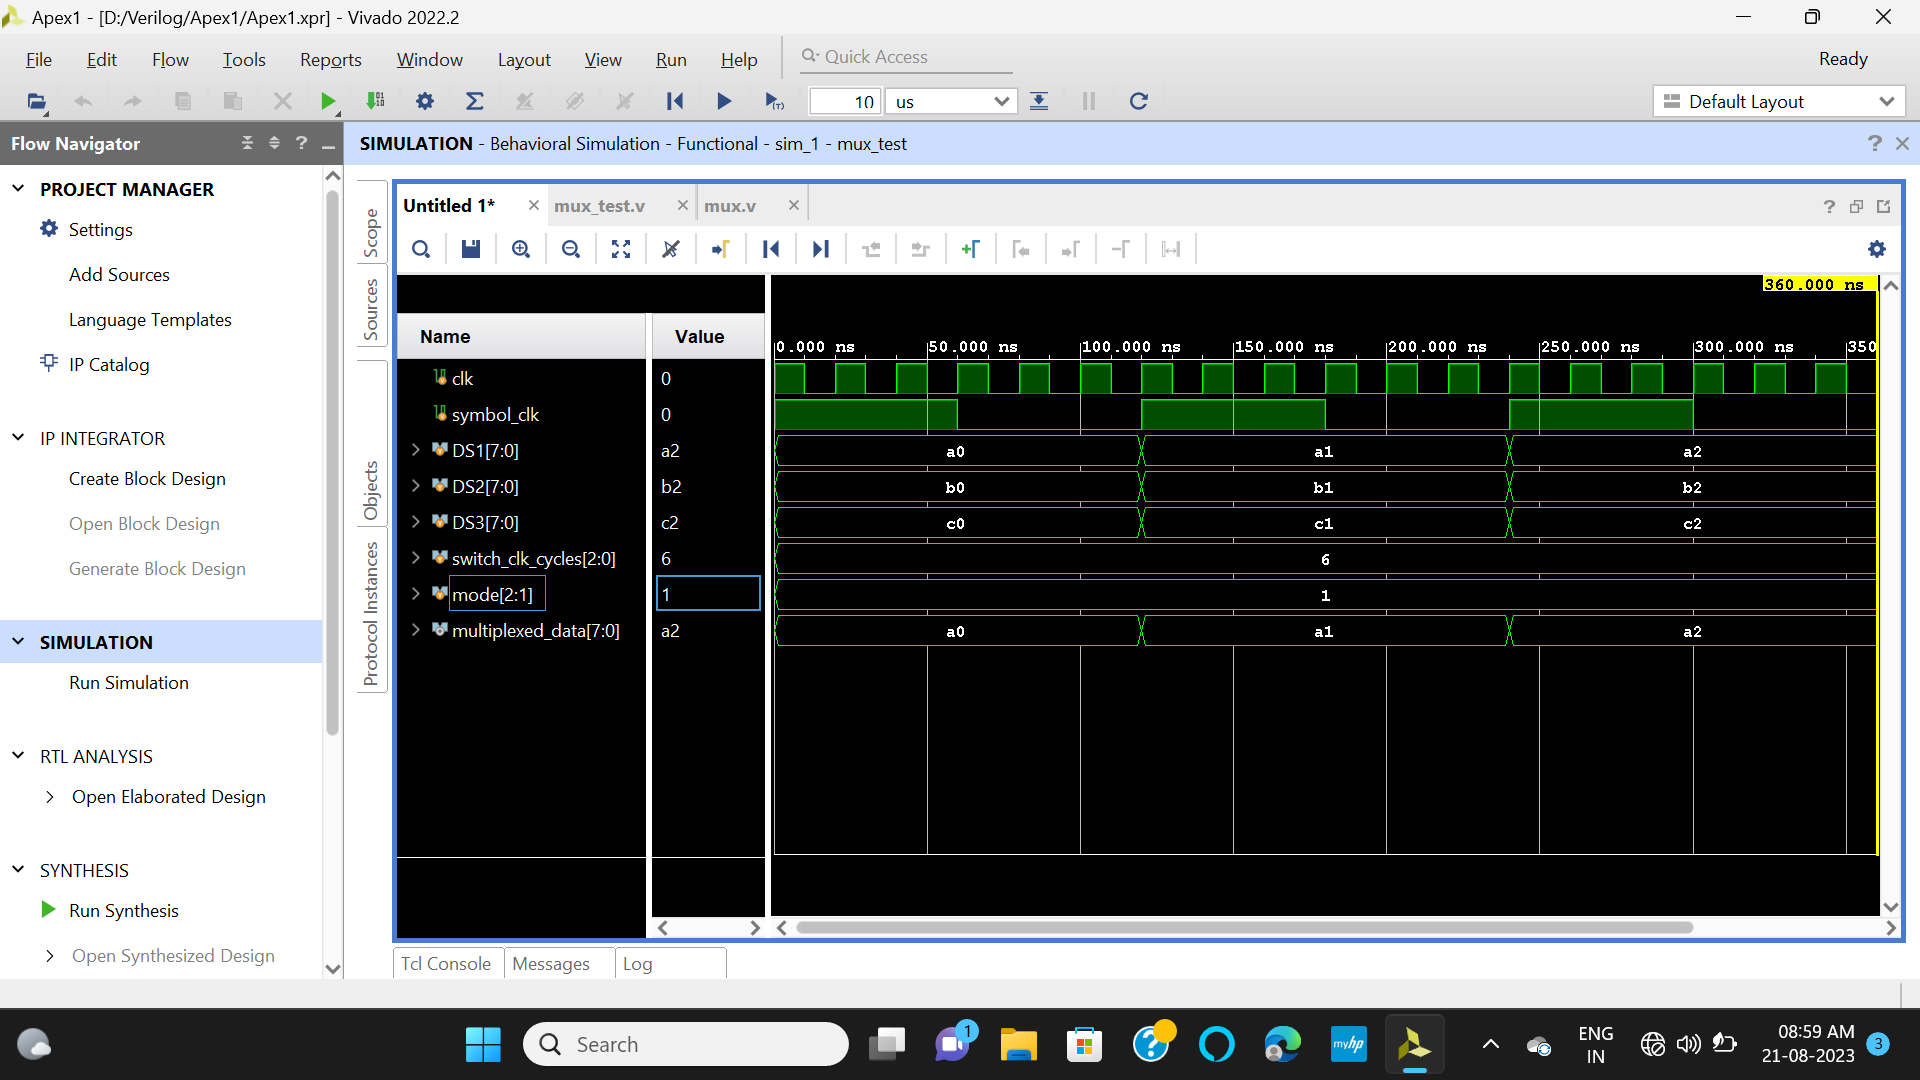 Apex1 - [D:/Verilog/Apex1/Apex1.xpr] - Vivado 2022.2
File Edit Flow Tools Reports Window Layout View Run Help Quick Access Ready
10 us Default Layout
Flow Navigator
SIMULATION - Behavioral Simulation - Functional - sim_1 - mux_test
PROJECT MANAGER
Settings
Add Sources
Language Templates
IP Catalog
IP INTEGRATOR
Create Block Design
Open Block Design
Generate Block Design
SIMULATION
Run Simulation
RTL ANALYSIS
Open Elaborated Design
SYNTHESIS
Run Synthesis
Open Synthesized Design
Scope
Sources
Objects
Protocol Instances
Untitled 1* mux_test.v mux.v
360.000 ns
Name Value
0.000 ns 50.000 ns 100.000 ns 150.000 ns 200.000 ns 250.000 ns 300.000 ns 350
clk 0
symbol_clk 0
DS1[7:0] a2 a0 a1 a2
DS2[7:0] b2 b0 b1 b2
DS3[7:0] c2 c0 c1 c2
switch_clk_cycles[2:0] 6 6
mode[2:1] 1 1
multiplexed_data[7:0] a2 a0 a1 a2
Tcl Console Messages Log
Search
1
myhp
ENG
IN
08:59 AM
21-08-2023
3